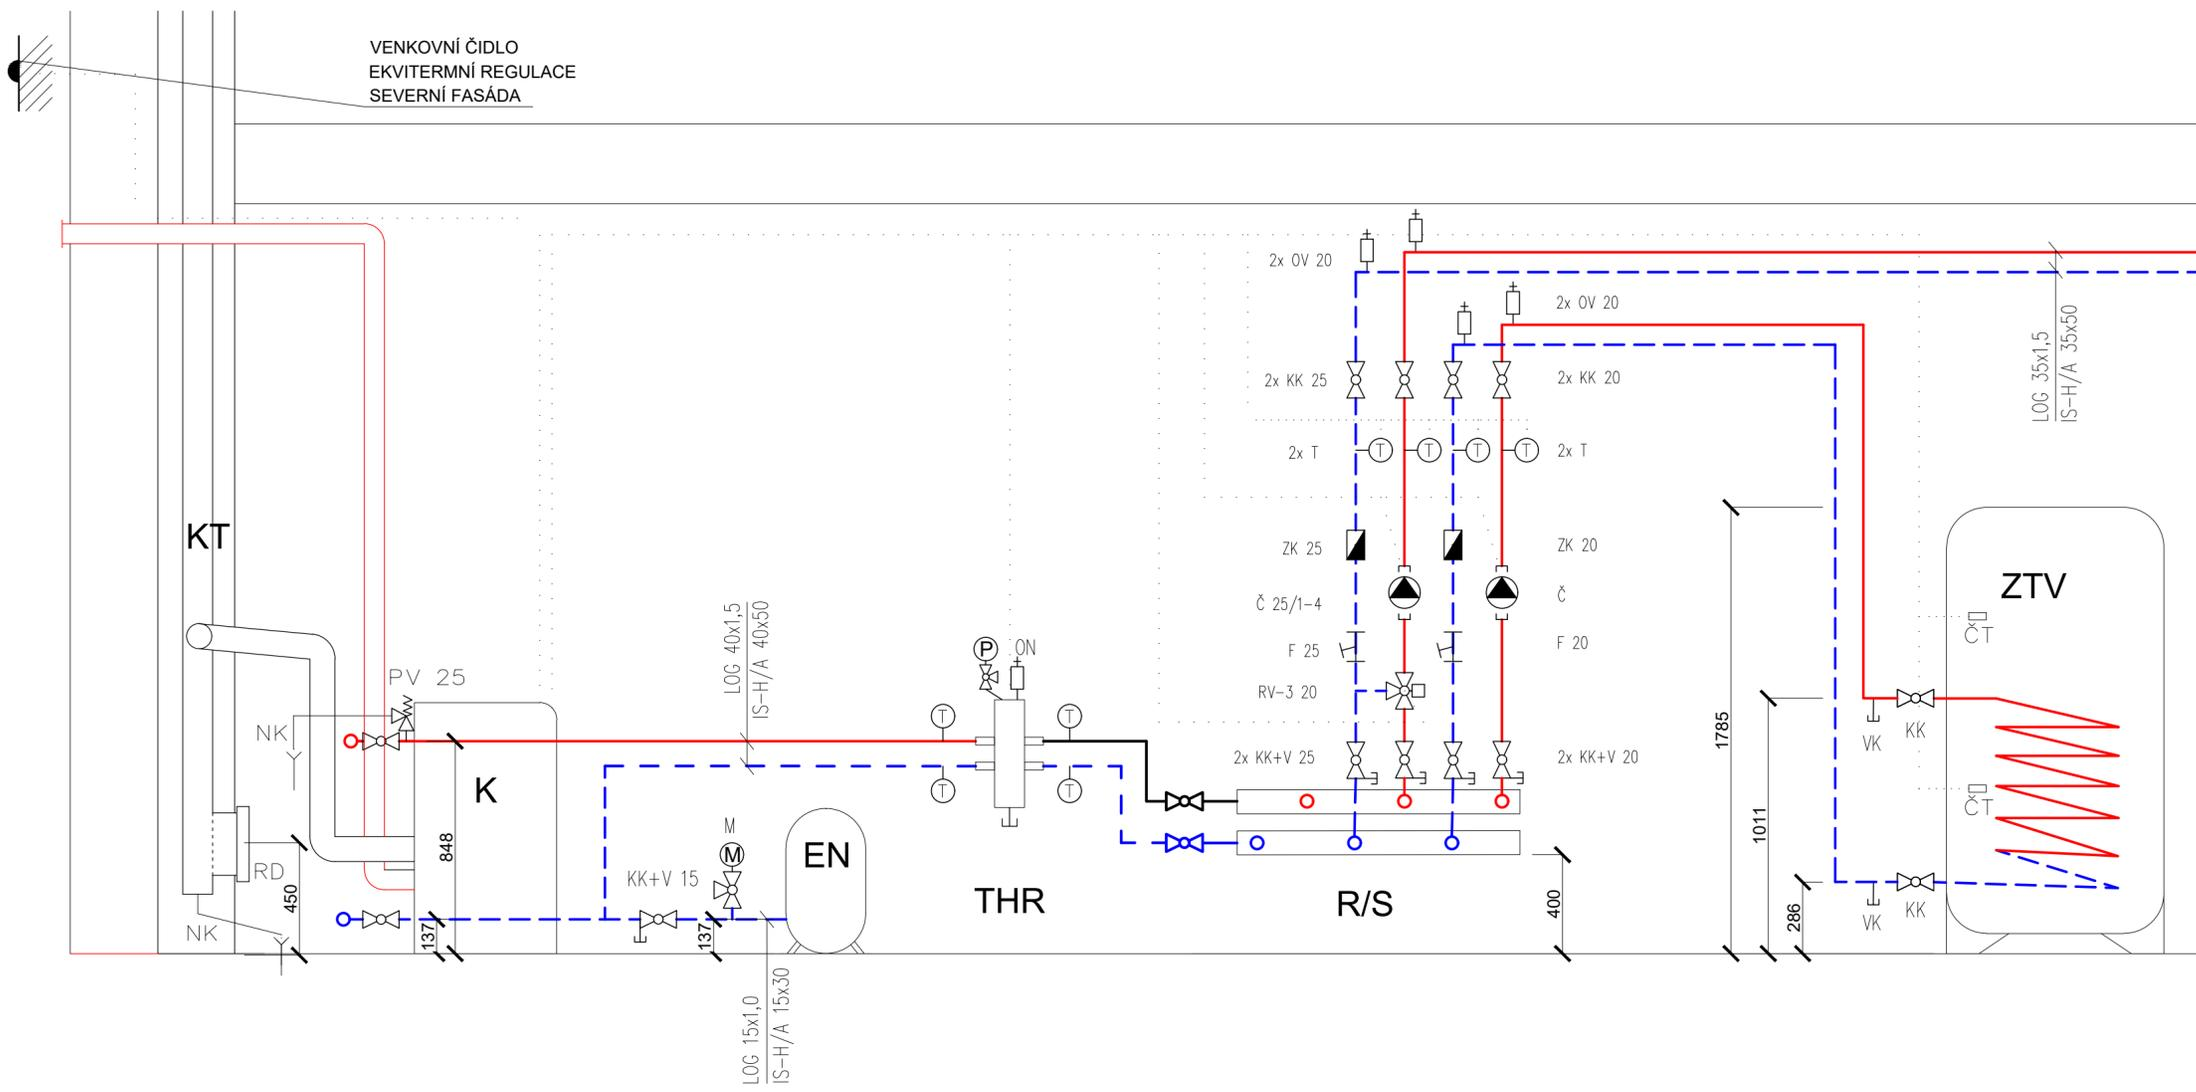 VENKOVNÍ ČIDLO
EKVITERMNÍ REGULACE
SEVERNÍ FASÁDA
2x OV 20
2x OV 20
LOG 35x1,5
IS-H/A 35x50
2x KK 25
2x KK 20
2x T
T
T
T
T
2x T
KT
ZK 25
ZK 20
ZTV
Č 25/1-4
Č
ČT
F 25
F 20
LOG 40x1,5
IS-H/A 40x50
P
ON
PV 25
RV-3 20
1785
NK
T
T
VK
KK
2x KK+V 25
2x KK+V 20
K
T
T
ČT
1011
M
M
848
EN
RD
KK+V 15
450
THR
R/S
400
286
VK
KK
NK
137
137
LOG 15x1,0
IS-H/A 15x30